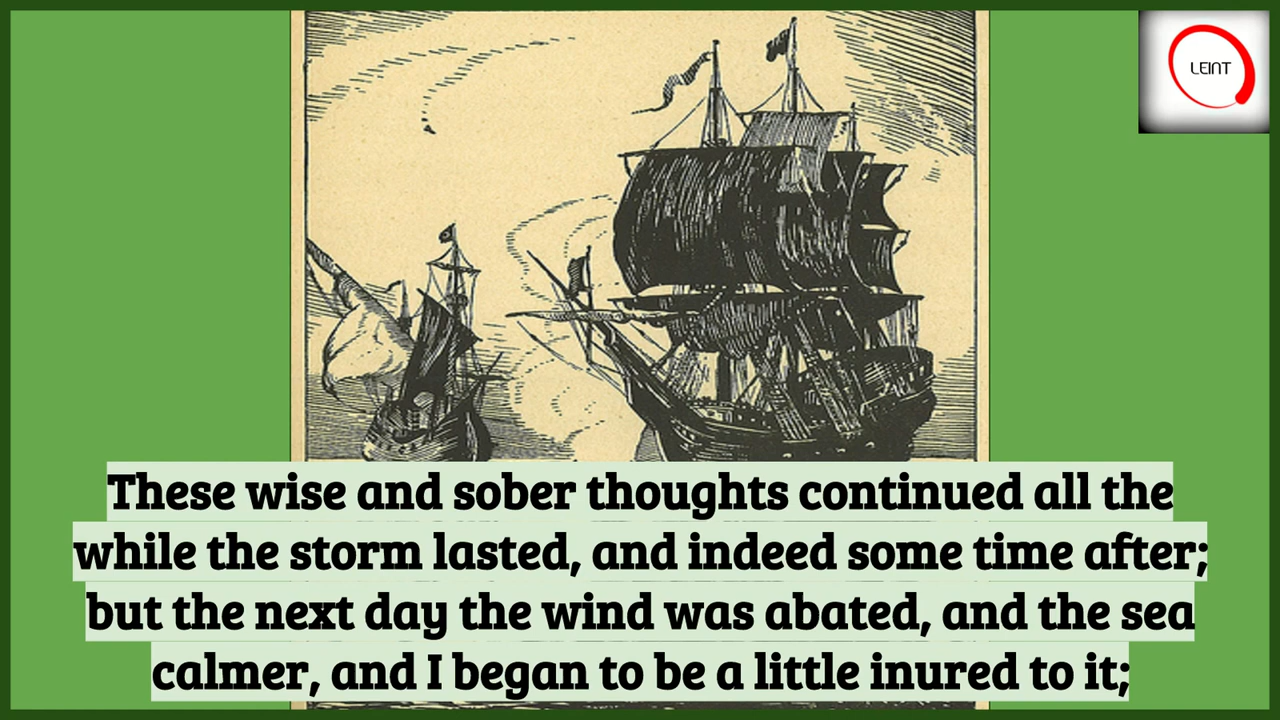 LEINT
These wise and sober thoughts continued all the
while the storm lasted, and indeed some time after;
but the next day the wind was abated, and the sea
calmer, and I began to be a little inured to it;